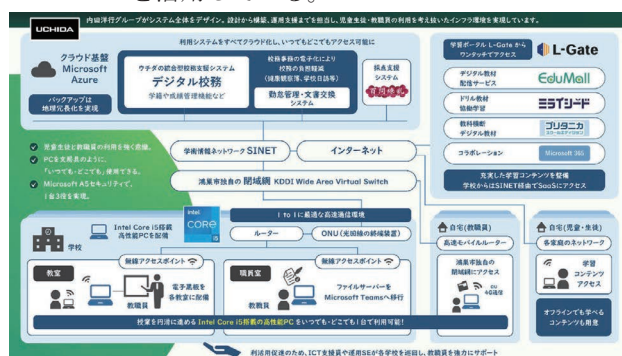 内田洋行グループがシステム全体をデザイン。設計から構築、運用支援までを担当し、児童生徒・教職員の利用を考え抜いたインフラ環境を実現しています。
UCHIDA
利用システムをすべてクラウド化し、いつでもどこでもアクセス可能に
クラウド基盤
Microsoft
Azure
バックアップは
地理冗長化を実現
ウチダの統合型校務支援システム
デジタル校務
学籍や成績管理機能など
校務事務の電子化により
校務の負担軽減
(健康観察簿、学校日誌等)
勤怠管理・文書交換
システム
採点支援
システム
百問繚乱
学習ポータル L-Gate から
ワンタッチでアクセス
L-Gate
デジタル教材
配信サービス
EduMall
ドリル教材
協働学習
ミライシード
教科横断
デジタル教材
ブリタニカ
コラボレーション
Microsoft 365
充実した学習コンテンツを整備
学校からはSINET経由でSaaSにアクセス
児童生徒と教職員の利用を強く意識。
PCを文房具のように、
「いつでも・どこでも」使用できる。
Microsoft A5セキュリティで、
1台3役を実現。
学術情報ネットワーク SINET
インターネット
鴻巣市独自の 閉域網 KDDI Wide Area Virtual Switch
1 to 1に最適な高速通信環境
ルーター
ONU (光回線の終端装置)
学校
Intel Core i5搭載
高性能PCを配備
intel
CORE
i5
無線アクセスポイント
無線アクセスポイント
教室
教職員
電子黒板を
各教室に配備
職員室
教職員
ファイルサーバーを
Microsoft Teamsへ移行
授業を円滑に進める Intel Core i5搭載の高性能PCをいつでも・どこでも1台で利用可能!
自宅(教職員)
高速モバイルルーター
鴻巣市独自の
閉域網にアクセス
au
4G通信
自宅(児童・生徒)
各家庭のネットワーク
学習
コンテンツ
アクセス
オフラインでも学べる
コンテンツも用意
利活用促進のため、ICT支援員や運用SEが各学校を巡回し、教職員を強力にサポート